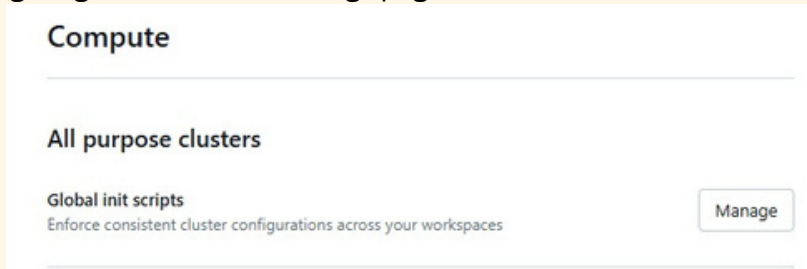 Compute
All purpose clusters
Global init scripts
Enforce consistent cluster configurations across your workspaces
Manage